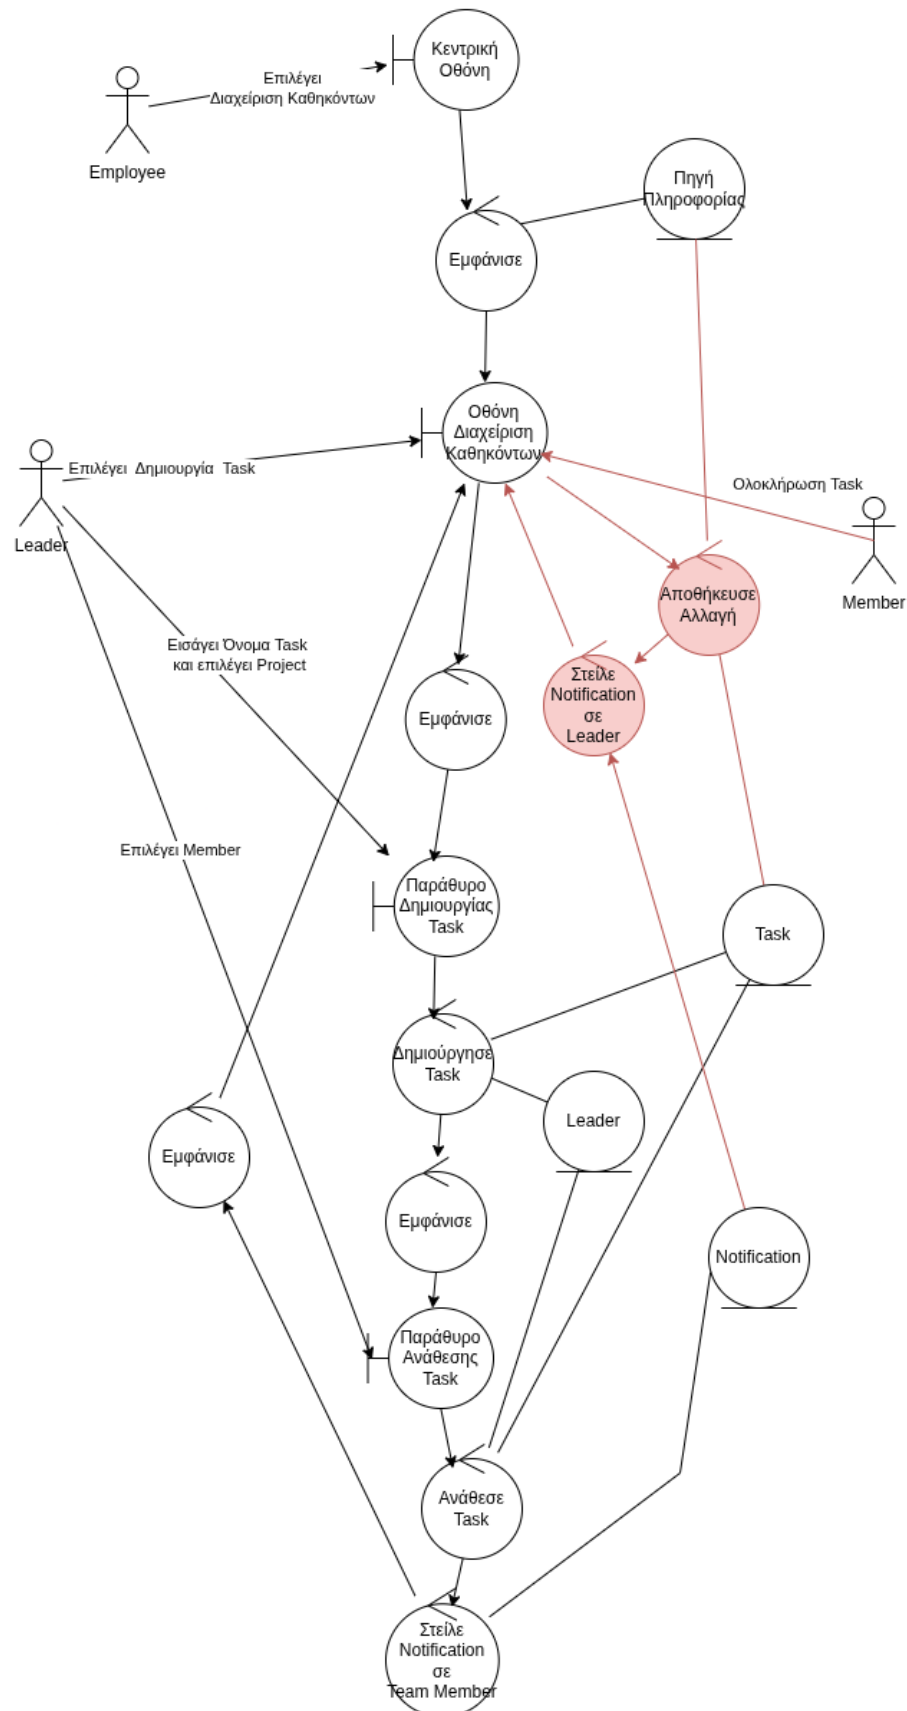 Κεντρική
Οθόνη
Επιλέγει
Διαχείριση Καθηκόντων
Employee
Πηγή
Πληροφορίας
Εμφάνισε
Οθόνη
Διαχείριση
Καθηκόντων
Επιλέγει Δημιουργία Task
Leader
Ολοκλήρωση Task
Member
Αποθήκευσε
Αλλαγή
Εισάγει Όνομα Task
και επιλέγει Project
Στείλε
Notification
σε
Leader
Εμφάνισε
Επιλέγει Member
Παράθυρο
Δημιουργίας
Task
Task
Δημιούργησε
Task
Leader
Εμφάνισε
Εμφάνισε
Notification
Παράθυρο
Ανάθεσης
Task
Ανάθεσε
Task
Στείλε
Notification
σε
Team Member